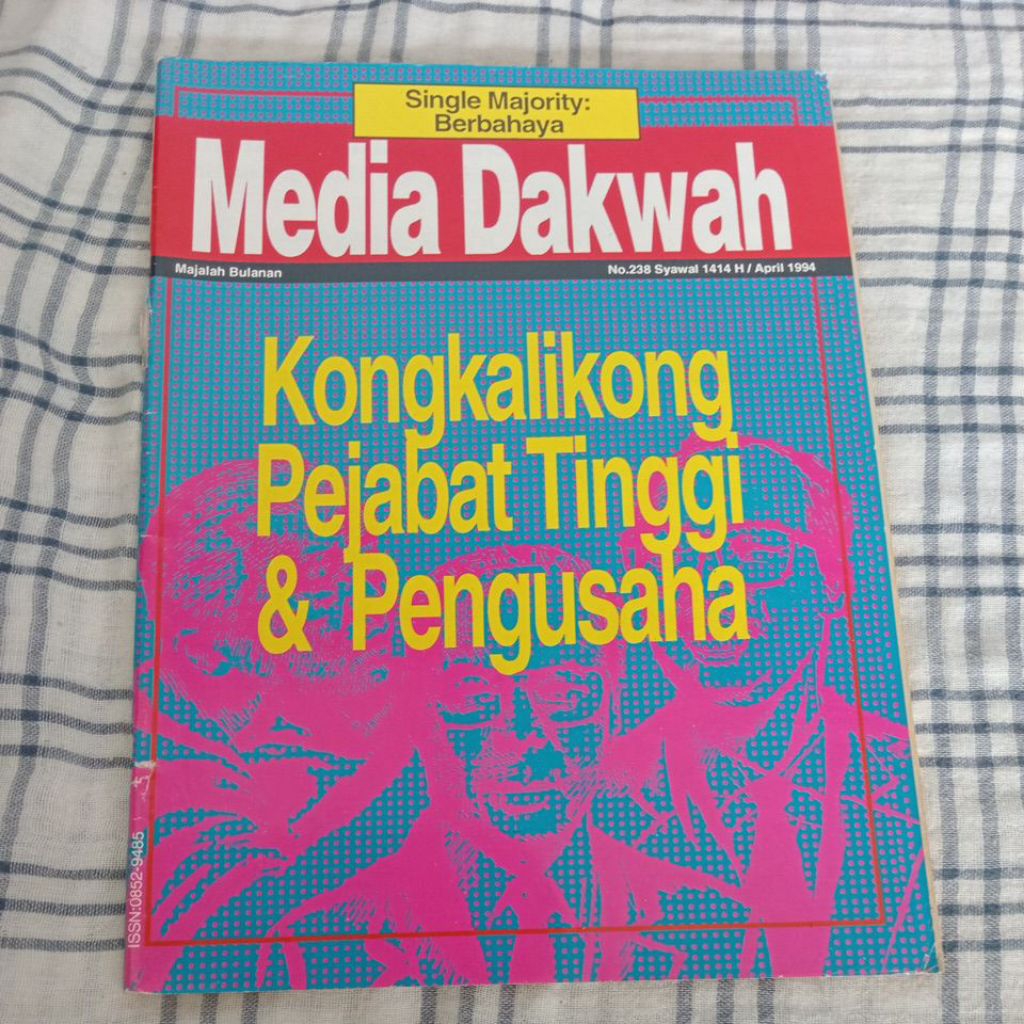 Single Majority:
Berbahaya
Media Dakwah
Majalah Bulanan
No.238 Syawal 1414 H / April 1994
Kongkalikong
Pejabat Tinggi
& Pengusaha
ISSN:0852-9485